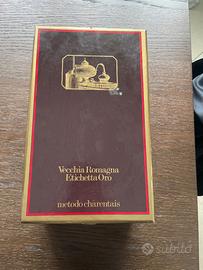 Vecchia Romagna
Etichetta Oro
metodo charentais
subito